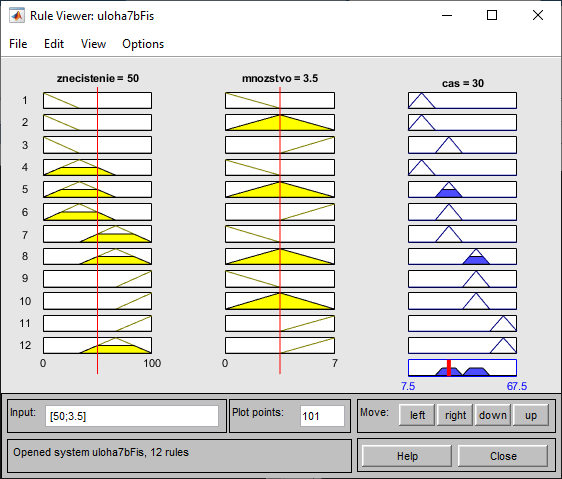 Rule Viewer: uloha7bFis
File Edit View Options
znecistenie = 50 mnozstvo = 3.5 cas = 30
1
2
3
4
5
6
7
8
9
10
11
12
0 100 0 7
7.5 67.5
Input: [50;3.5] Plot points: 101 Move: left right down up
Opened system uloha7bFis, 12 rules
Help Close